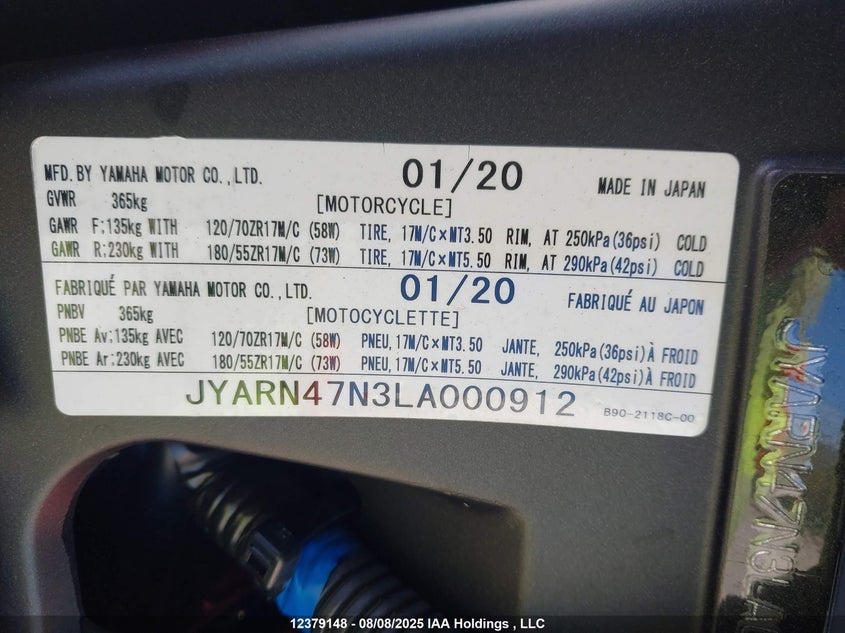 MFD. BY YAMAHA MOTOR CO., LTD. 01/20 MADE IN JAPAN
GVWR 365kg [MOTORCYCLE]
GAWR F:135kg WITH 120/70ZR17M/C (58W) TIRE, 17M/C×MT3.50 RIM, AT 250kPa(36psi) COLD
GAWR R:230kg WITH 180/55ZR17M/C (73W) TIRE, 17M/C×MT5.50 RIM, AT 290kPa(42psi) COLD
FABRIQUÉ PAR YAMAHA MOTOR CO., LTD. 01/20 FABRIQUÉ AU JAPON
PNBV 365kg [MOTOCYCLETTE]
PNBE Av:135kg AVEC 120/70ZR17M/C (58W) PNEU, 17M/C×MT3.50 JANTE, 250kPa(36psi) À FROID
PNBE Ar:230kg AVEC 180/55ZR17M/C (73W) PNEU, 17M/C×MT5.50 JANTE, 290kPa(42psi) À FROID
JYARN47N3LA000912 B90-2118C-00
JYARN47N3LA
12379148 - 08/08/2025 IAA Holdings , LLC